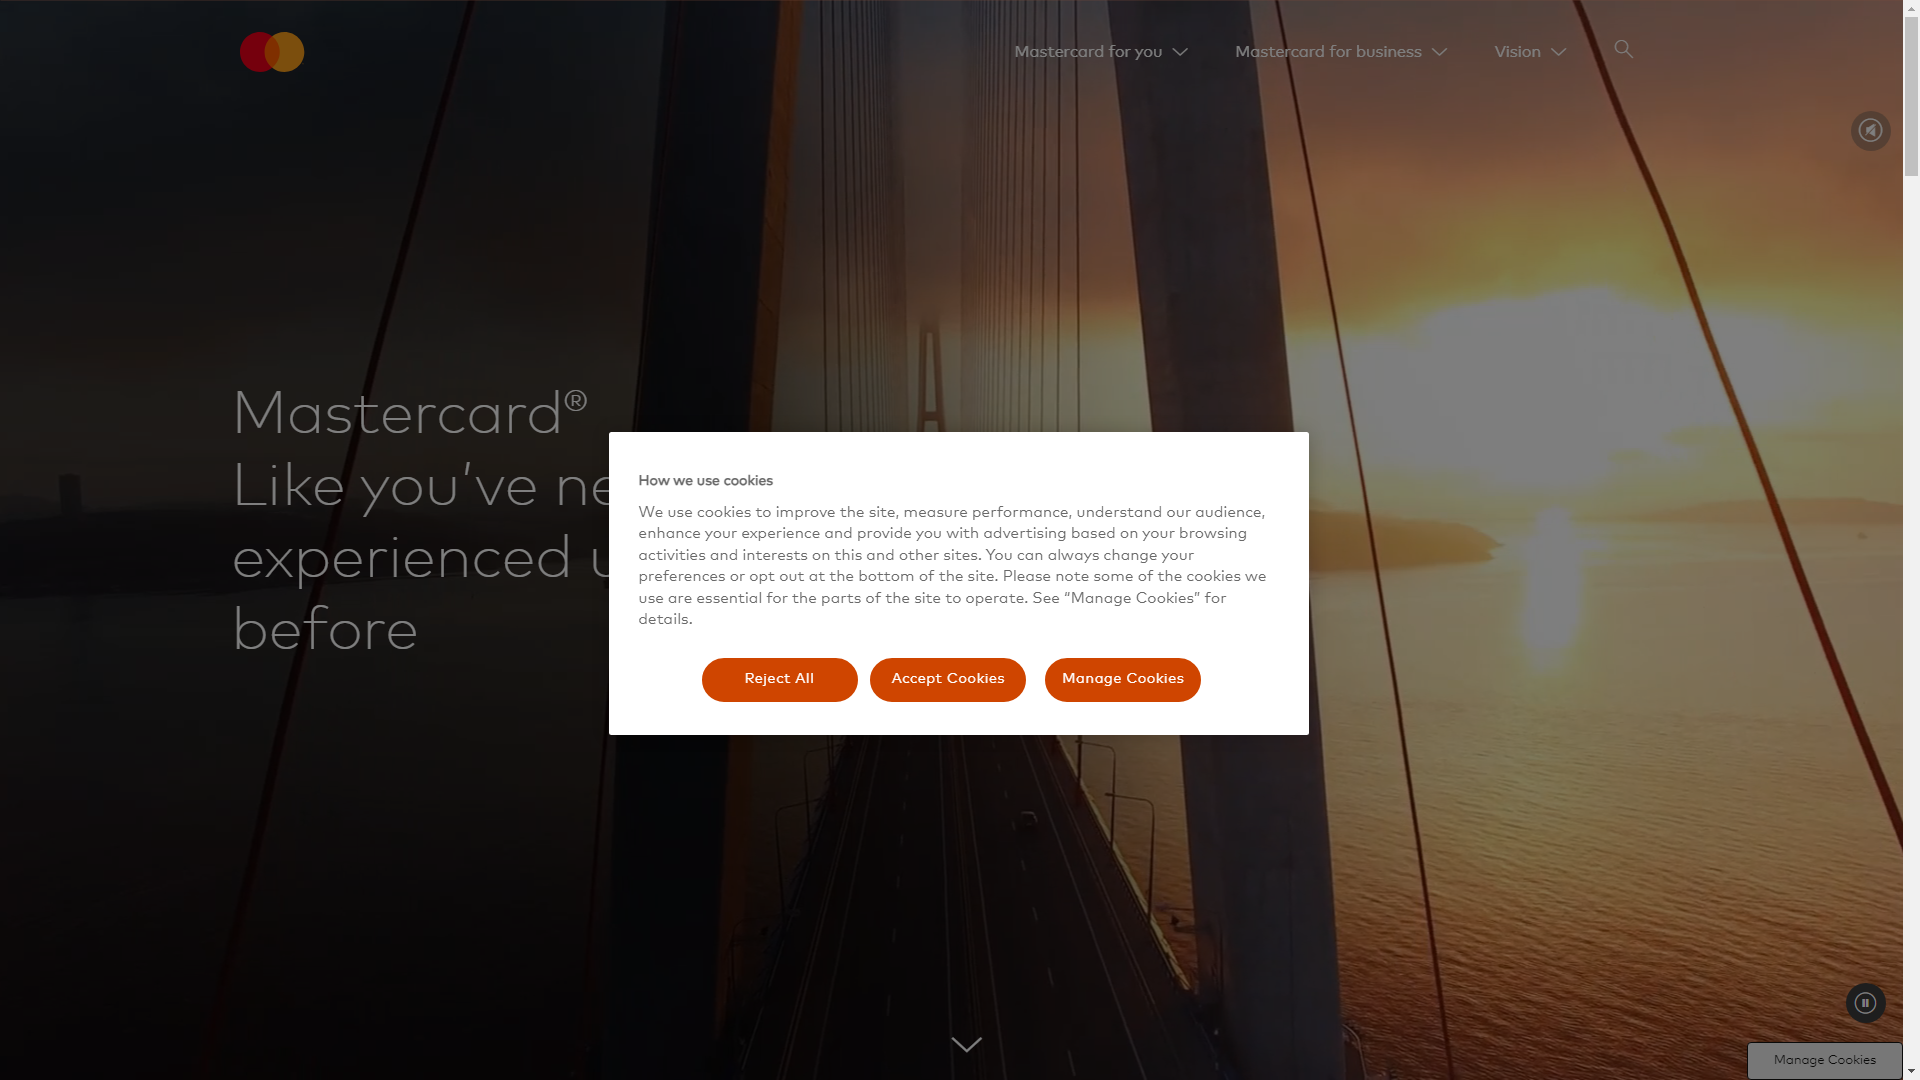 Mastercard for you
Mastercard for business
Vision
Mastercard®
Like you've ne
experienced u
before
How we use cookies
We use cookies to improve the site, measure performance, understand our audience,
enhance your experience and provide you with advertising based on your browsing
activities and interests on this and other sites. You can always change your
preferences or opt out at the bottom of the site. Please note some of the cookies we
use are essential for the parts of the site to operate. See “Manage Cookies” for
details.
Reject All
Accept Cookies
Manage Cookies
Manage Cookies